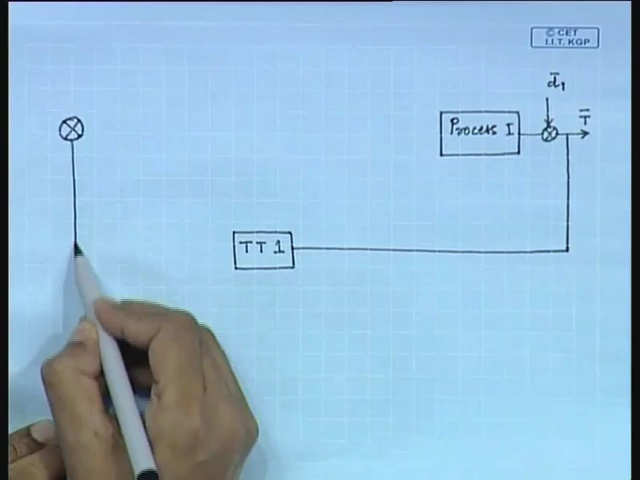 © CET
I.I.T. KGP
d̄₁
Process I
T̄
TT 1